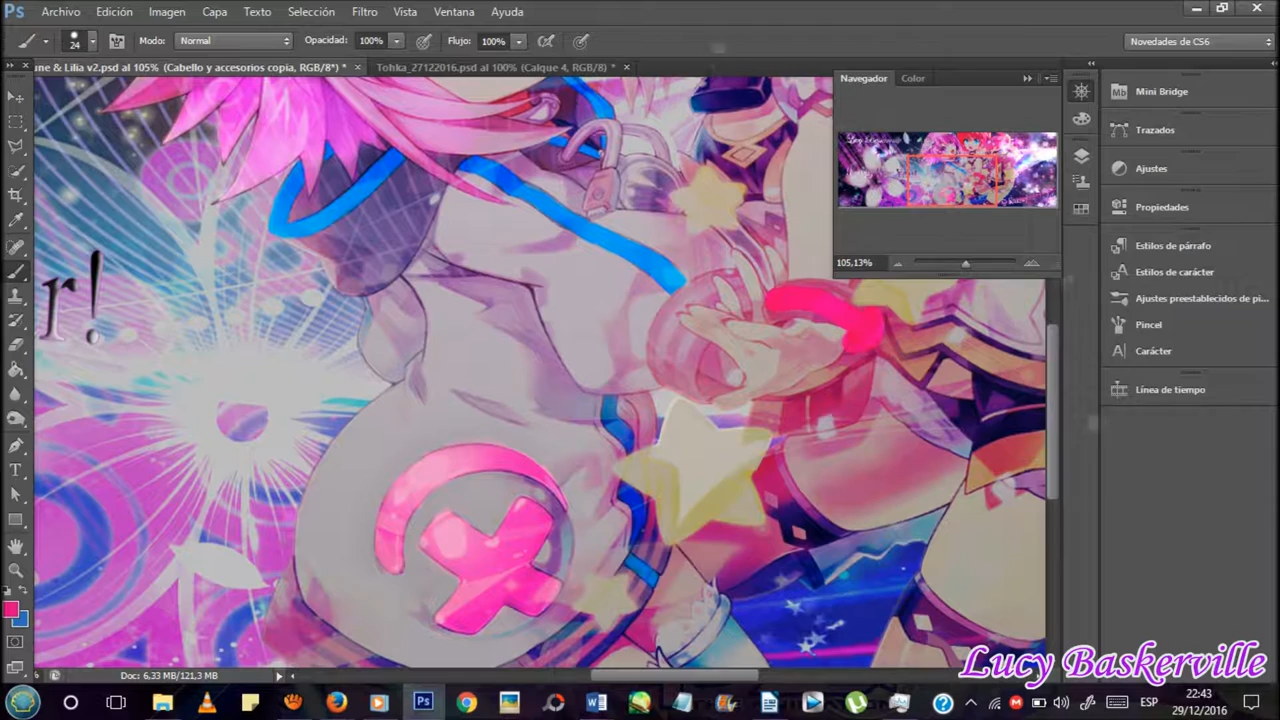 Ps Archivo Edición Imagen Capa Texto Selección Filtro Vista Ventana Ayuda
24 Modo: Normal Opacidad: 100% Flujo: 100% Novedades de CS6
une & Lilia v2.psd al 105% (Cabello y accesorios copia, RGB/8*) * × Tohka_27122016.psd al 100% (Calque 4, RGB/8*) * ×
Navegador Color
Mb Mini Bridge
Trazados
Ajustes
Propiedades
Estilos de párrafo
105,13%
Estilos de carácter
Ajustes preestablecidos de pi...
r!
Pincel
Carácter
Línea de tiempo
% Doc: 6,33 MB/121,3 MB
Lucy Baskerville
ESP
22:43
29/12/2016